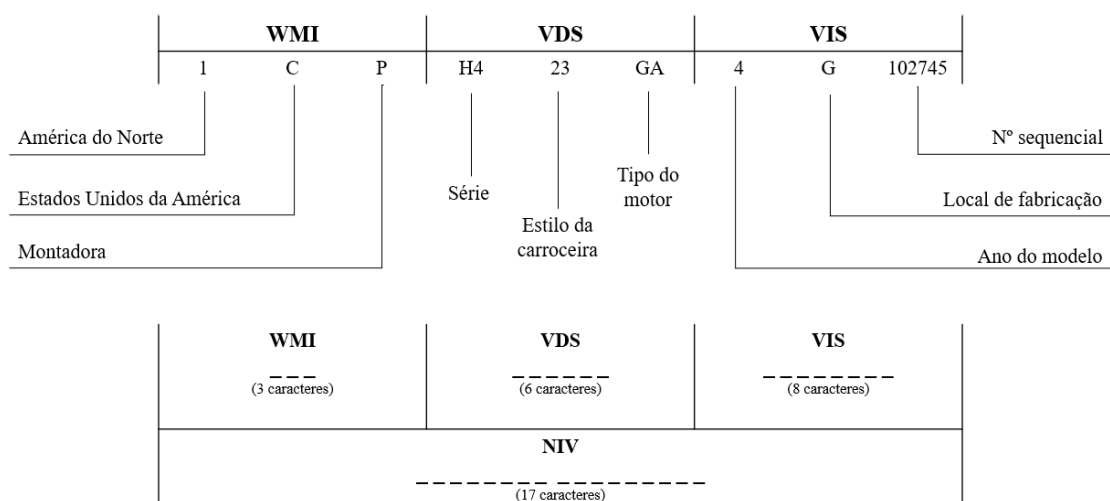 WMI VDS VIS
1 C P H4 23 GA 4 G 102745
América do Norte
Nº sequencial
Tipo do
motor
Série
Estados Unidos da América
Local de fabricação
Estilo da
carroceira
Montadora
Ano do modelo
WMI VDS VIS
_ _ _ _ _ _ _ _ _ _ _ _ _ _ _ _ _
(3 caracteres) (6 caracteres) (8 caracteres)
NIV
_ _ _ _ _ _ _ _ _ _ _ _ _ _ _ _ _
(17 caracteres)